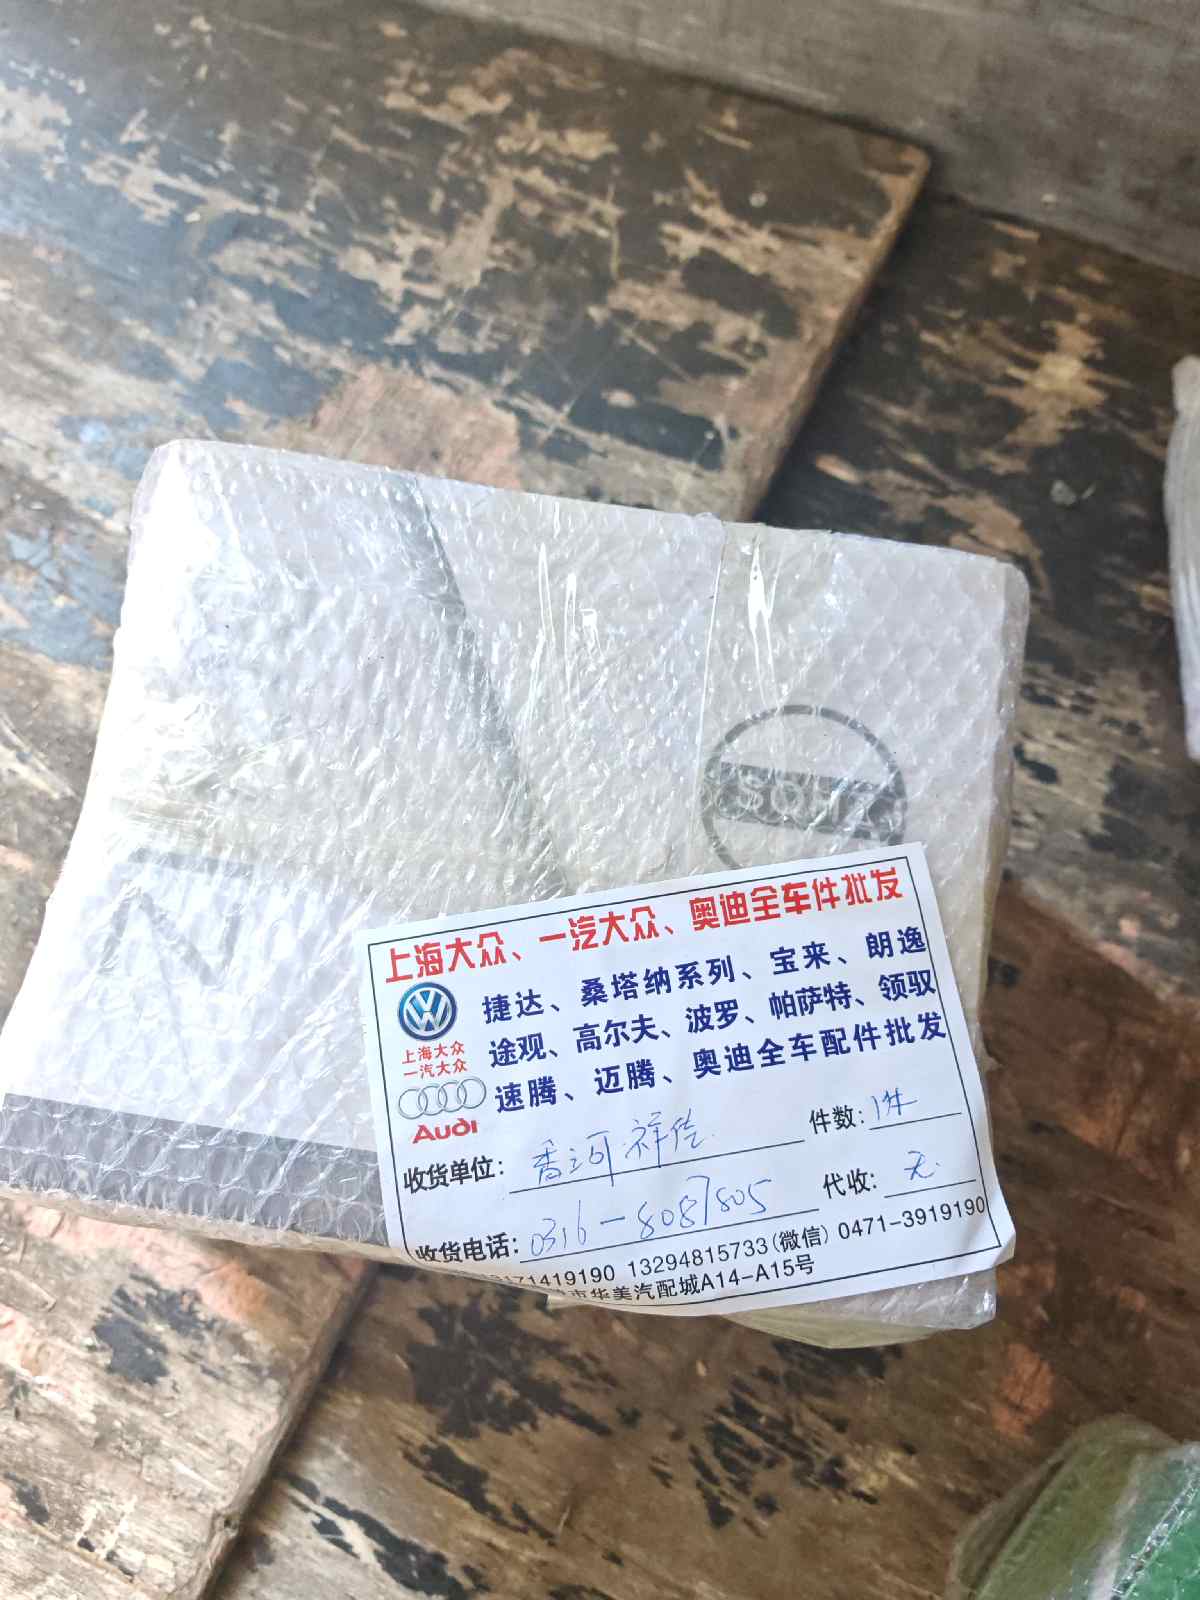 SOHZ
上海大众、一汽大众、奥迪全车件批发
捷达、桑塔纳系列、宝来、朗逸
途观、高尔夫、波罗、帕萨特、领驭
速腾、迈腾、奥迪全车配件批发
上海大众
一汽大众
Audi
收货单位：香河祥佳 件数：1件
收货电话：0316-8087805 代收：无
171419190 13294815733(微信) 0471-3919190
市华美汽配城A14-A15号